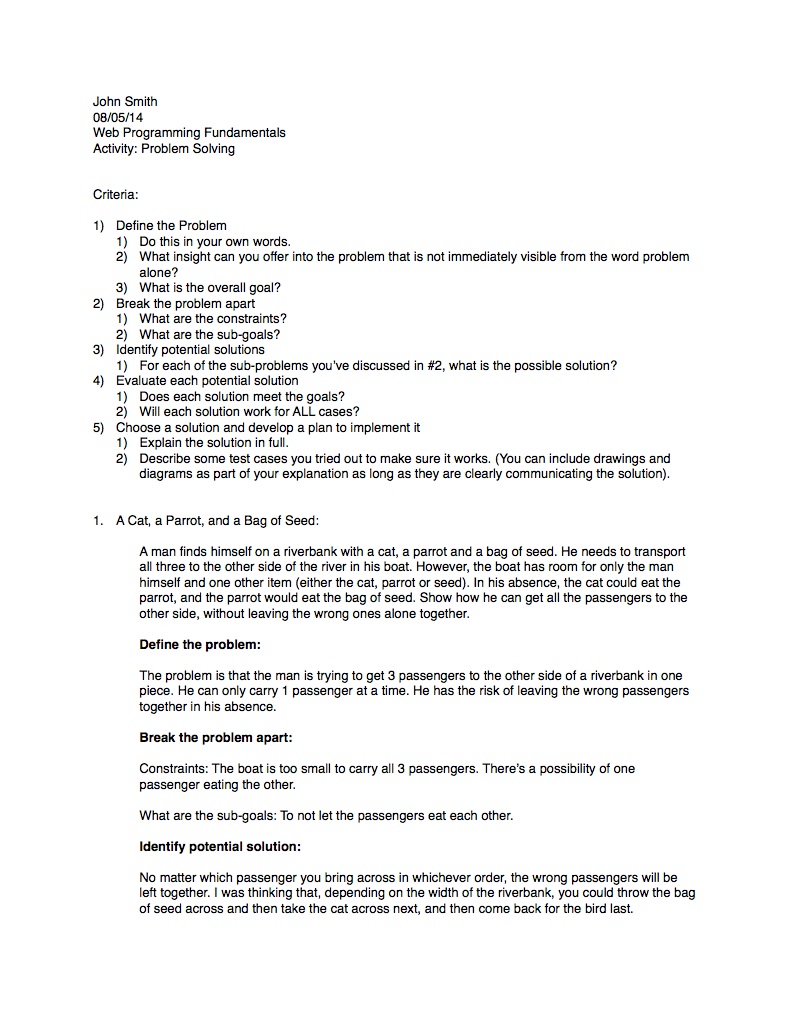 John Smith
08/05/14
Web Programming Fundamentals
Activity: Problem Solving
Criteria:
1) Define the Problem
1) Do this in your own words.
2) What insight can you offer into the problem that is not immediately visible from the word problem
alone?
3) What is the overall goal?
2) Break the problem apart
1) What are the constraints?
2) What are the sub-goals?
3) Identify potential solutions
1) For each of the sub-problems you've discussed in #2, what is the possible solution?
4) Evaluate each potential solution
1) Does each solution meet the goals?
2) Will each solution work for ALL cases?
5) Choose a solution and develop a plan to implement it
1) Explain the solution in full.
2) Describe some test cases you tried out to make sure it works. (You can include drawings and
diagrams as part of your explanation as long as they are clearly communicating the solution).
1. A Cat, a Parrot, and a Bag of Seed:
A man finds himself on a riverbank with a cat, a parrot and a bag of seed. He needs to transport
all three to the other side of the river in his boat. However, the boat has room for only the man
himself and one other item (either the cat, parrot or seed). In his absence, the cat could eat the
parrot, and the parrot would eat the bag of seed. Show how he can get all the passengers to the
other side, without leaving the wrong ones alone together.
Define the problem:
The problem is that the man is trying to get 3 passengers to the other side of a riverbank in one
piece. He can only carry 1 passenger at a time. He has the risk of leaving the wrong passengers
together in his absence.
Break the problem apart:
Constraints: The boat is too small to carry all 3 passengers. There's a possibility of one
passenger eating the other.
What are the sub-goals: To not let the passengers eat each other.
Identify potential solution:
No matter which passenger you bring across in whichever order, the wrong passengers will be
left together. I was thinking that, depending on the width of the riverbank, you could throw the bag
of seed across and then take the cat across next, and then come back for the bird last.